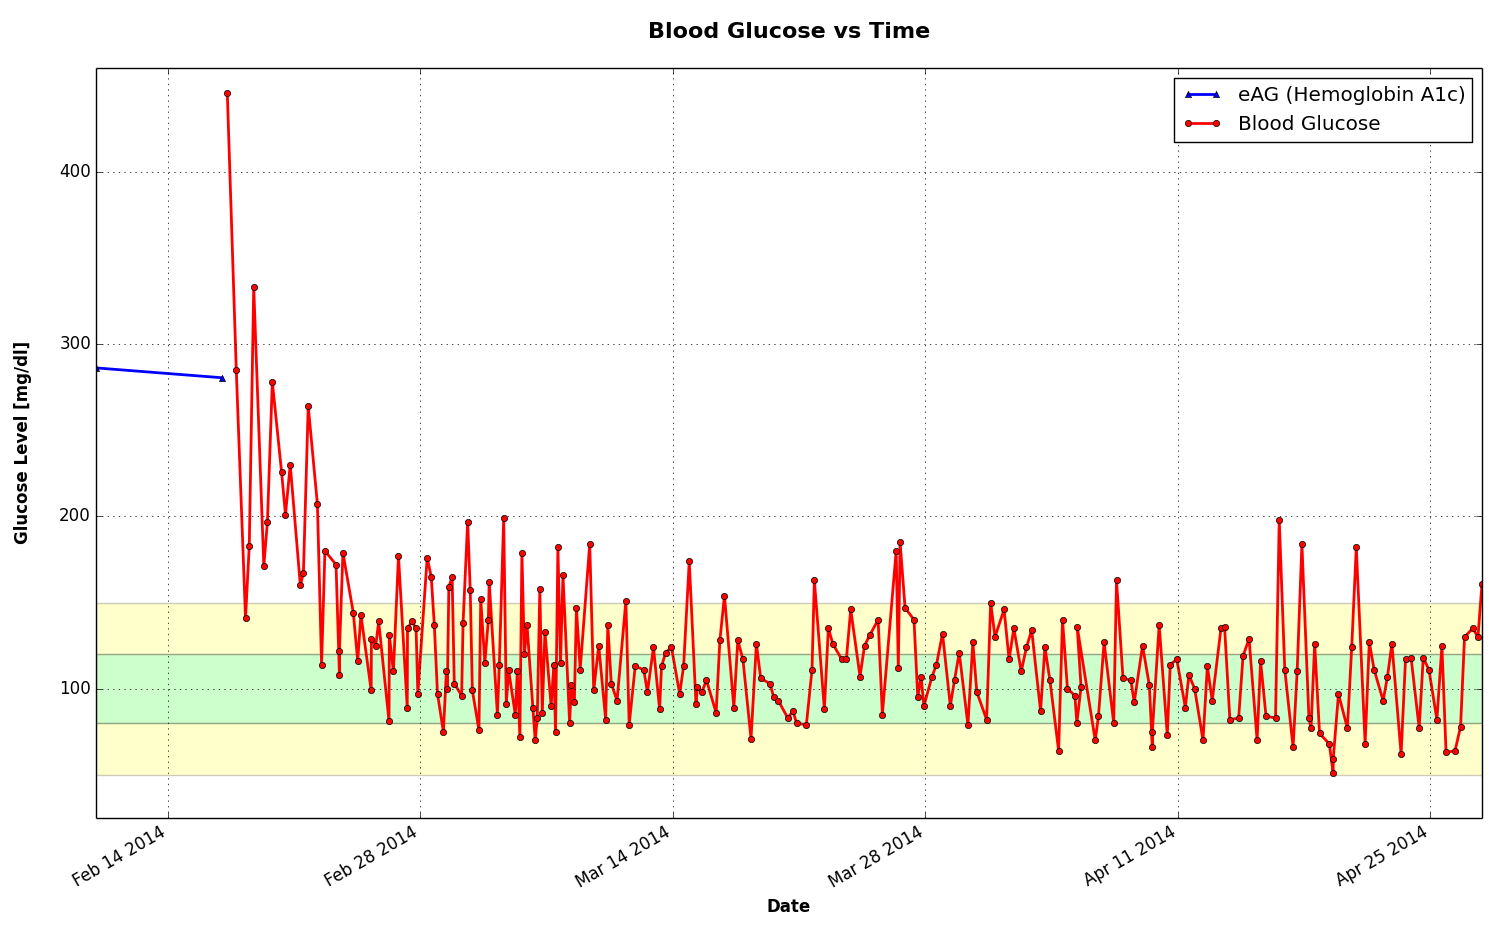 Blood Glucose vs Time
eAG (Hemoglobin A1c)
Blood Glucose
400
300
200
100
Glucose Level [mg/dl]
Feb 14 2014
Feb 28 2014
Mar 14 2014
Mar 28 2014
Apr 11 2014
Apr 25 2014
Date